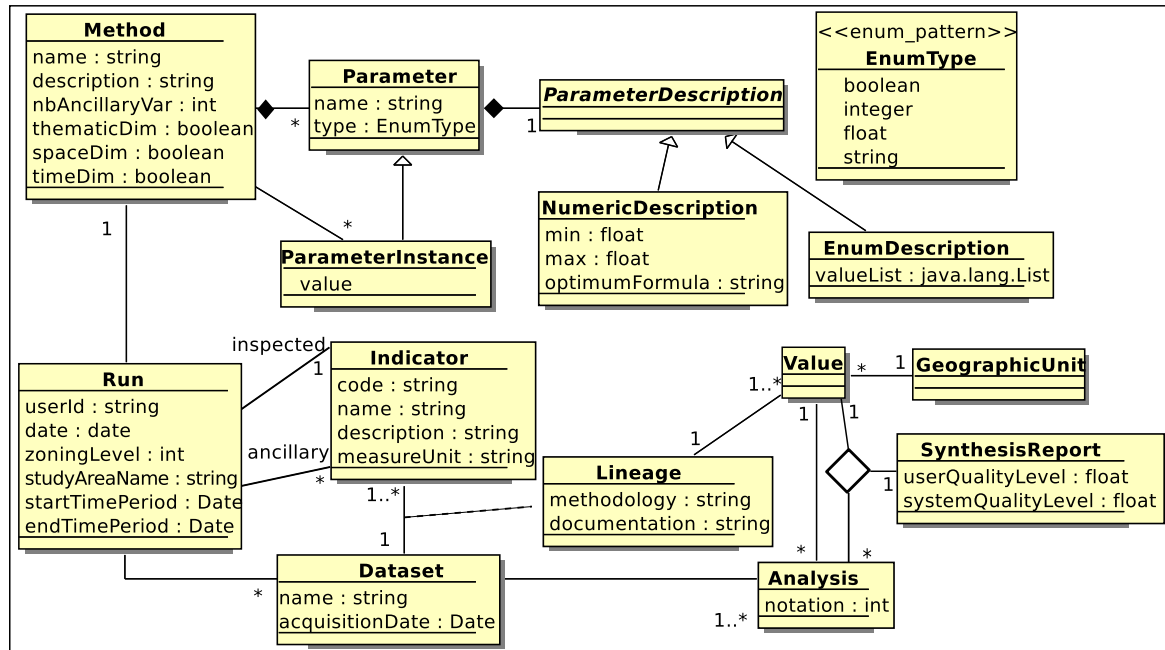 Method
name : string
description : string
nbAncillaryVar : int
thematicDim : boolean
spaceDim : boolean
timeDim : boolean
*
Parameter
name : string
type : EnumType
1
ParameterDescription
<<enum_pattern>>
EnumType
boolean
integer
float
string
1
*
ParameterInstance
value
NumericDescription
min : float
max : float
optimumFormula : string
EnumDescription
valueList : java.lang.List
Run
userId : string
date : date
zoningLevel : int
studyAreaName : string
startTimePeriod : Date
endTimePeriod : Date
inspected
1
ancillary
*
Indicator
code : string
name : string
description : string
measureUnit : string
1..*
1
Lineage
methodology : string
documentation : string
1
1..*
Value
*
1
GeographicUnit
1
1
SynthesisReport
userQualityLevel : float
systemQualityLevel : float
1
*
*
*
Dataset
name : string
acquisitionDate : Date
1..*
Analysis
notation : int